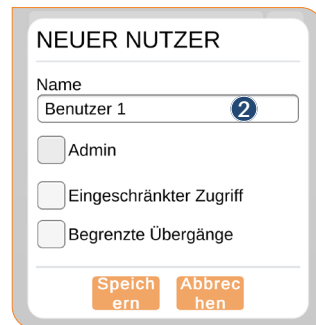 NEUER NUTZER
Name
Benutzer 1 2
Admin
Eingeschränkter Zugriff
Begrenzte Übergänge
Speich Abbrec
ern hen